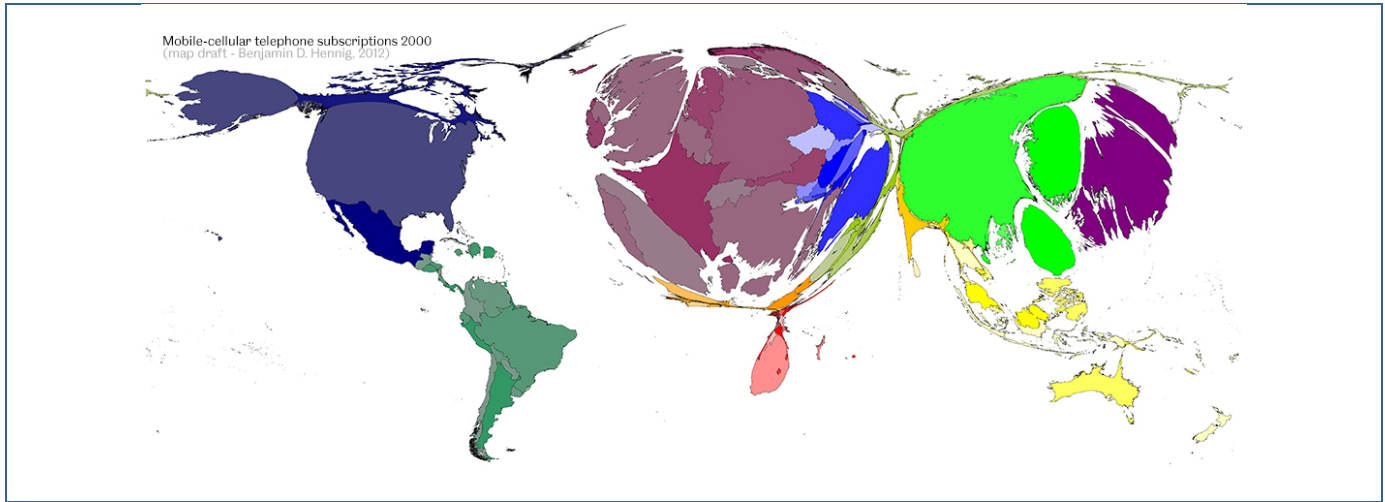 Mobile-cellular telephone subscriptions 2000
(map draft - Benjamin D. Hennig, 2012)